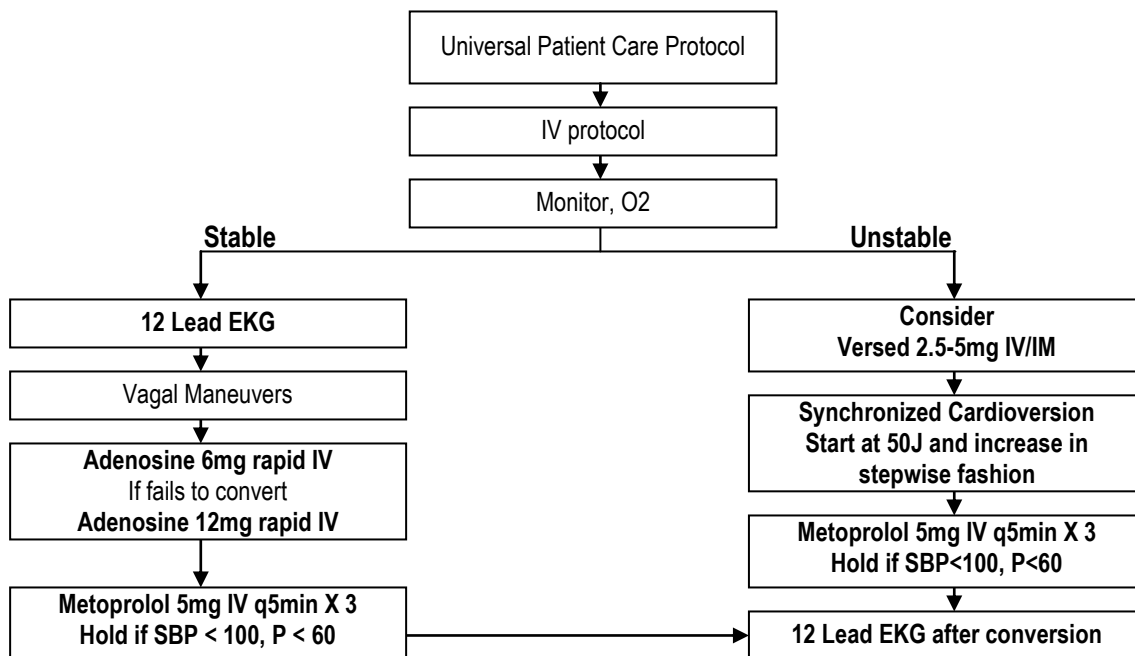 Universal Patient Care Protocol
IV protocol
Monitor, O2
Stable
Unstable
12 Lead EKG
Vagal Maneuvers
Adenosine 6mg rapid IV
If fails to convert
Adenosine 12mg rapid IV
Metoprolol 5mg IV q5min X 3
Hold if SBP < 100, P < 60
Consider
Versed 2.5-5mg IV/IM
Synchronized Cardioversion
Start at 50J and increase in
stepwise fashion
Metoprolol 5mg IV q5min X 3
Hold if SBP<100, P<60
12 Lead EKG after conversion